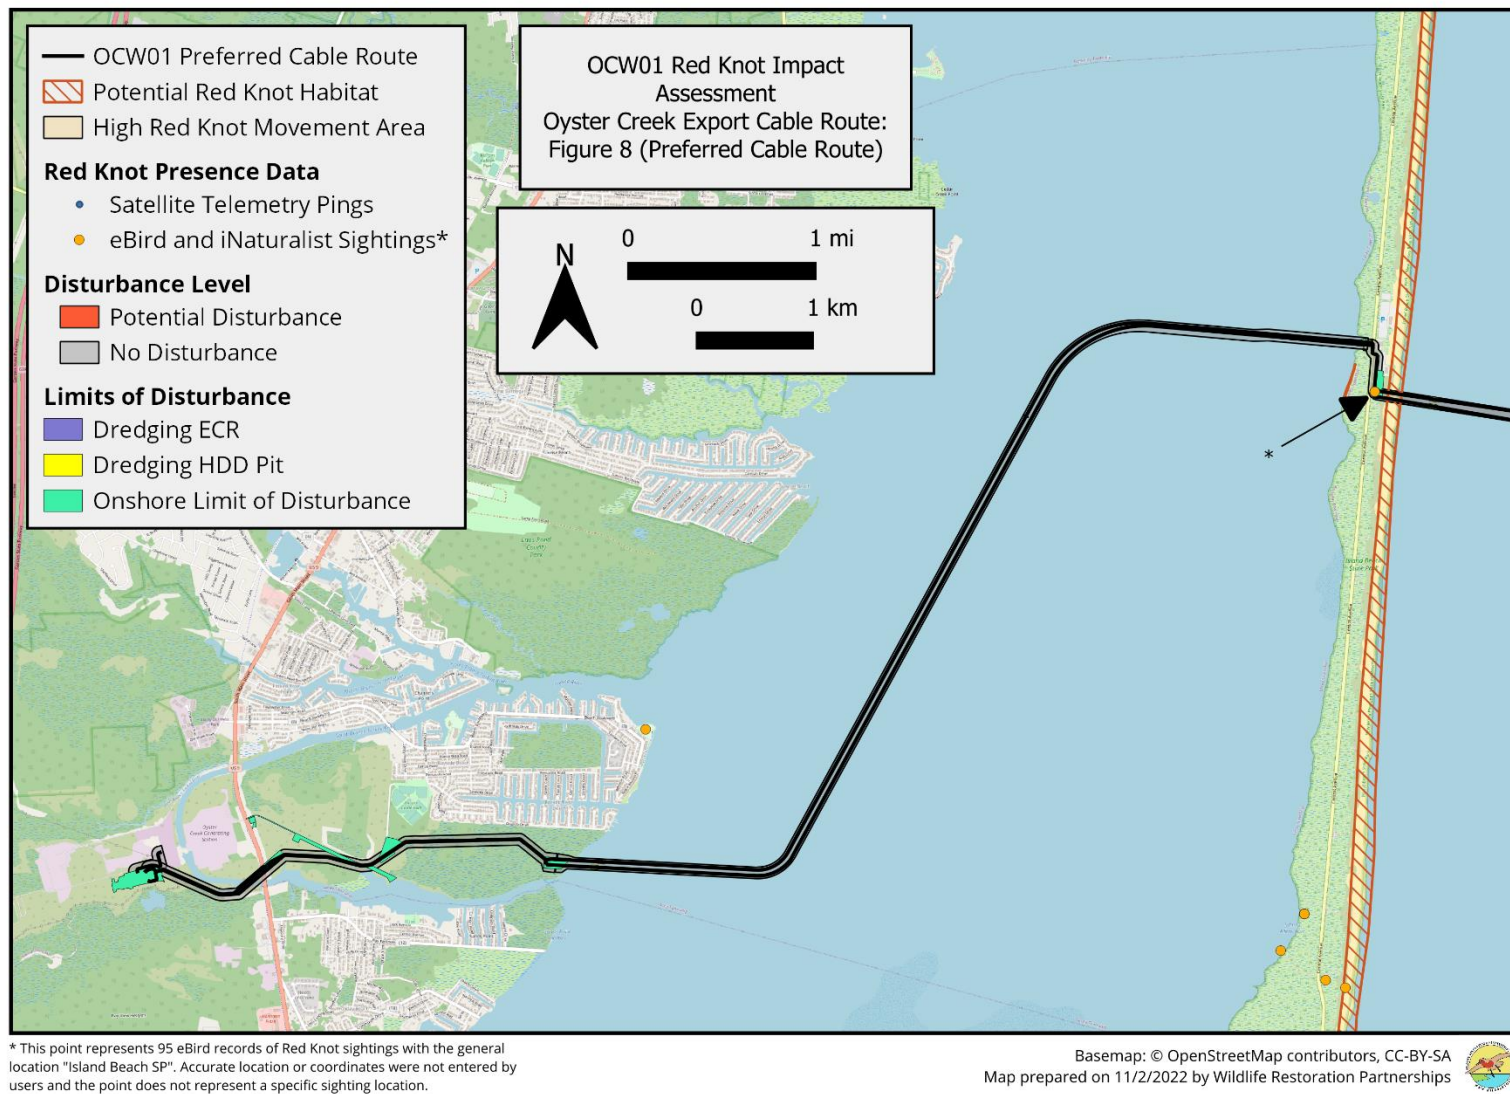 OCW01 Preferred Cable Route
Potential Red Knot Habitat
High Red Knot Movement Area
Red Knot Presence Data
Satellite Telemetry Pings
eBird and iNaturalist Sightings*
Disturbance Level
Potential Disturbance
No Disturbance
Limits of Disturbance
Dredging ECR
Dredging HDD Pit
Onshore Limit of Disturbance
OCW01 Red Knot Impact
Assessment
Oyster Creek Export Cable Route:
Figure 8 (Preferred Cable Route)
N
0 1 mi
0 1 km
*
* This point represents 95 eBird records of Red Knot sightings with the general
location "Island Beach SP". Accurate location or coordinates were not entered by
users and the point does not represent a specific sighting location.
Basemap: © OpenStreetMap contributors, CC-BY-SA
Map prepared on 11/2/2022 by Wildlife Restoration Partnerships